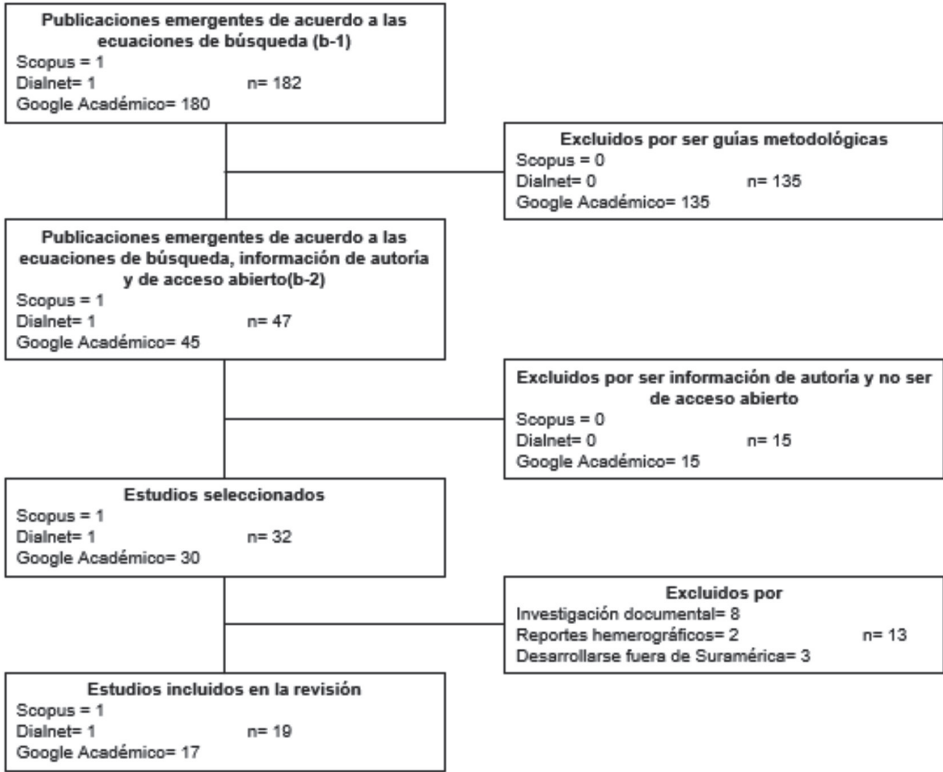 Publicaciones emergentes de acuerdo a las
ecuaciones de búsqueda (b-1)
Scopus = 1
Dialnet= 1 n= 182
Google Académico= 180
Excluidos por ser guías metodológicas
Scopus = 0
Dialnet= 0 n= 135
Google Académico= 135
Publicaciones emergentes de acuerdo a las
ecuaciones de búsqueda, información de autoría
y de acceso abierto(b-2)
Scopus = 1
Dialnet= 1 n= 47
Google Académico= 45
Excluidos por ser información de autoría y no ser
de acceso abierto
Scopus = 0
Dialnet= 0 n= 15
Google Académico= 15
Estudios seleccionados
Scopus = 1
Dialnet= 1 n= 32
Google Académico= 30
Excluidos por
Investigación documental= 8
Reportes hemerográficos= 2 n= 13
Desarrollarse fuera de Suramérica= 3
Estudios incluidos en la revisión
Scopus = 1
Dialnet= 1 n= 19
Google Académico= 17